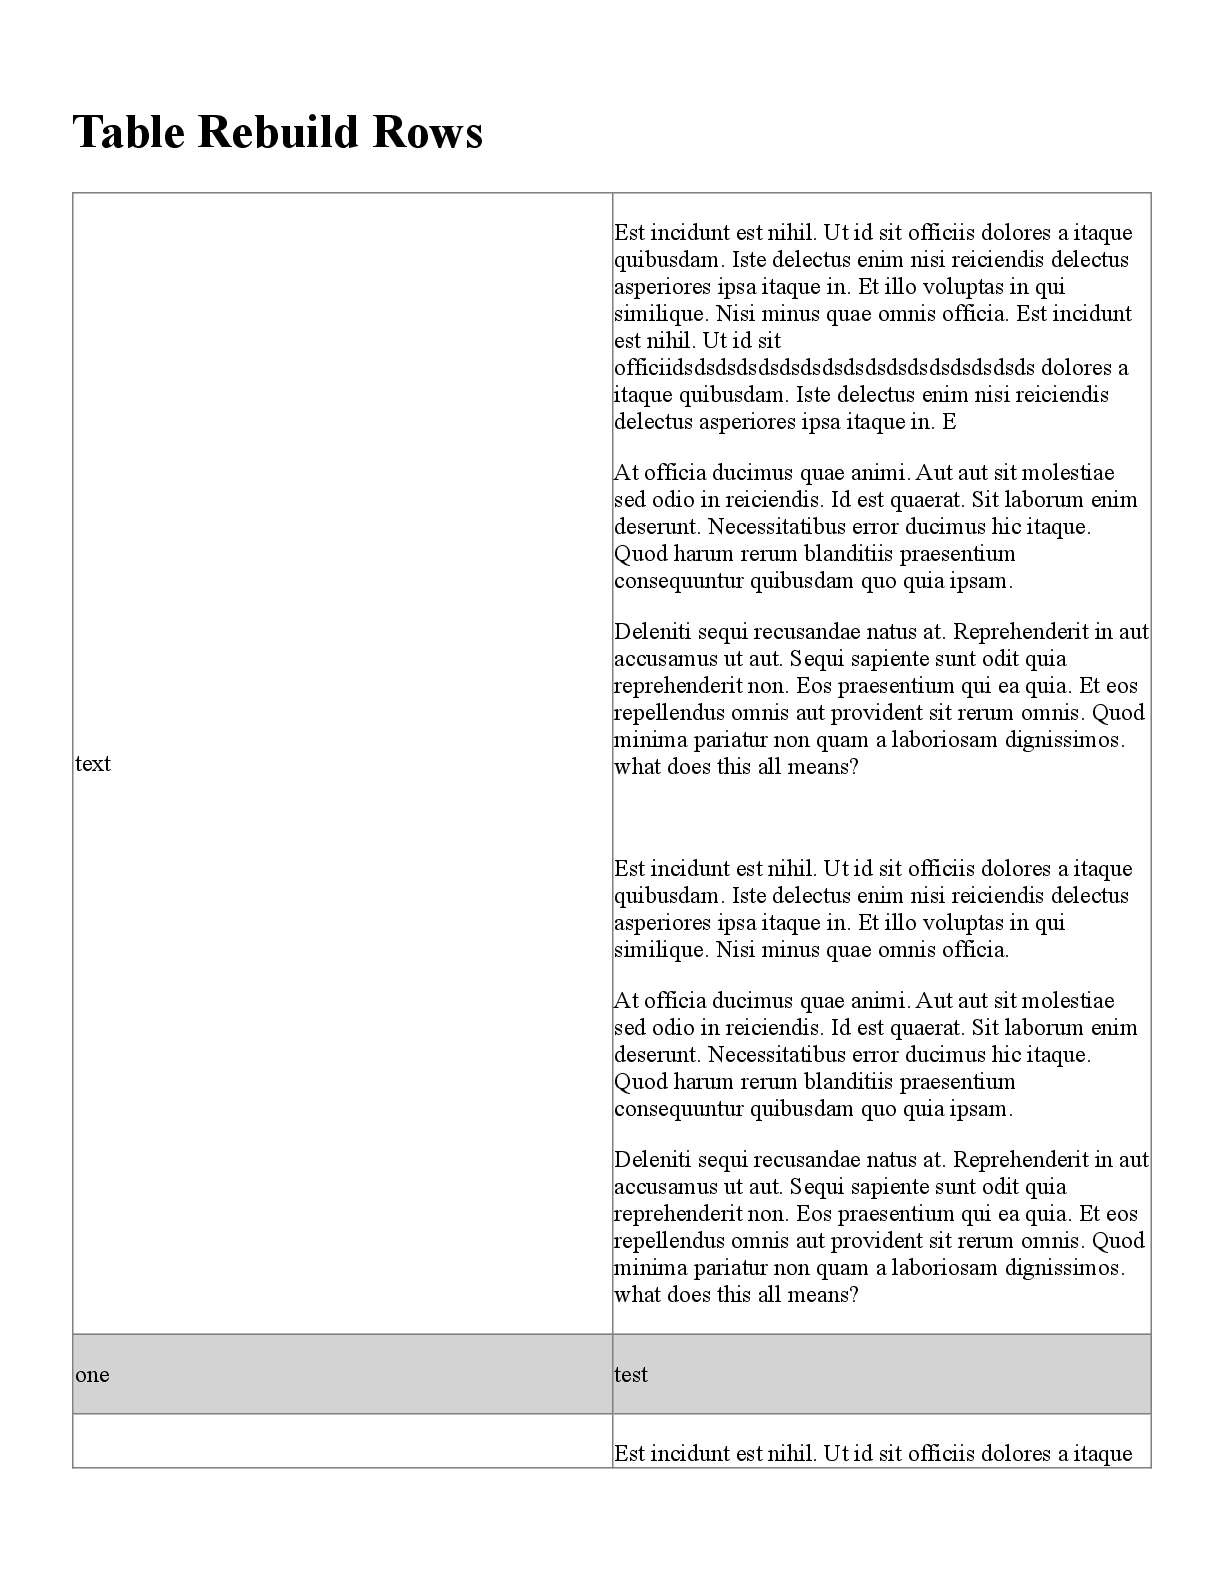 Table Rebuild Rows
text
Est incidunt est nihil. Ut id sit officiis dolores a itaque
quibusdam. Iste delectus enim nisi reiciendis delectus
asperiores ipsa itaque in. Et illo voluptas in qui
similique. Nisi minus quae omnis officia. Est incidunt
est nihil. Ut id sit
officiidsdsdsdsdsdsdsdsdsdsdsdsdsdsdsdsds dolores a
itaque quibusdam. Iste delectus enim nisi reiciendis
delectus asperiores ipsa itaque in. E
At officia ducimus quae animi. Aut aut sit molestiae
sed odio in reiciendis. Id est quaerat. Sit laborum enim
deserunt. Necessitatibus error ducimus hic itaque.
Quod harum rerum blanditiis praesentium
consequuntur quibusdam quo quia ipsam.
Deleniti sequi recusandae natus at. Reprehenderit in aut
accusamus ut aut. Sequi sapiente sunt odit quia
reprehenderit non. Eos praesentium qui ea quia. Et eos
repellendus omnis aut provident sit rerum omnis. Quod
minima pariatur non quam a laboriosam dignissimos.
what does this all means?
Est incidunt est nihil. Ut id sit officiis dolores a itaque
quibusdam. Iste delectus enim nisi reiciendis delectus
asperiores ipsa itaque in. Et illo voluptas in qui
similique. Nisi minus quae omnis officia.
At officia ducimus quae animi. Aut aut sit molestiae
sed odio in reiciendis. Id est quaerat. Sit laborum enim
deserunt. Necessitatibus error ducimus hic itaque.
Quod harum rerum blanditiis praesentium
consequuntur quibusdam quo quia ipsam.
Deleniti sequi recusandae natus at. Reprehenderit in aut
accusamus ut aut. Sequi sapiente sunt odit quia
reprehenderit non. Eos praesentium qui ea quia. Et eos
repellendus omnis aut provident sit rerum omnis. Quod
minima pariatur non quam a laboriosam dignissimos.
what does this all means?
one
test
Est incidunt est nihil. Ut id sit officiis dolores a itaque